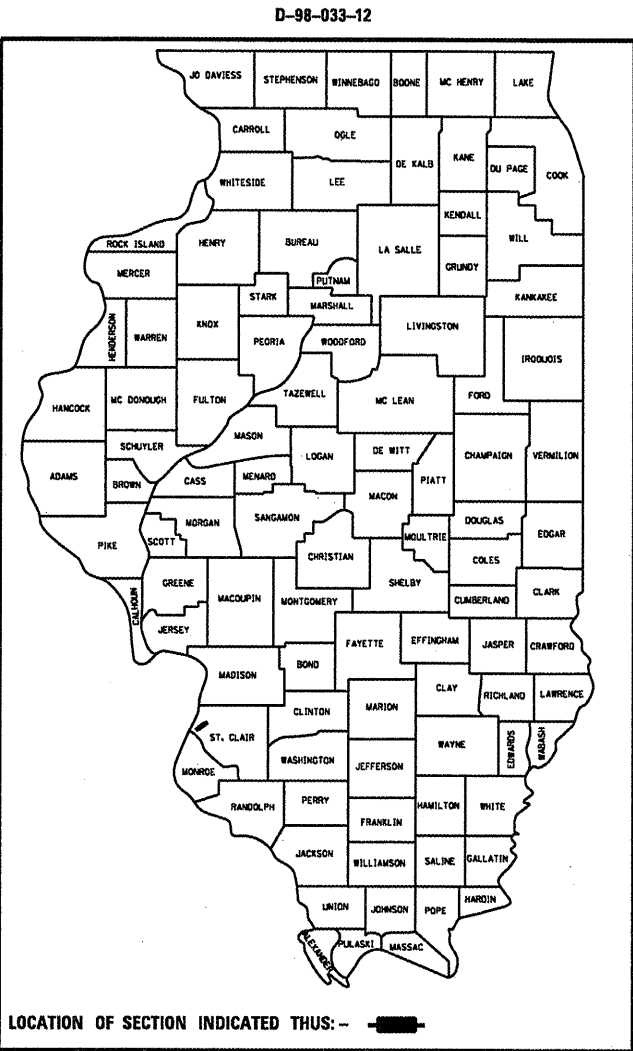 D-98-033-12
JO DAVIESS STEPHENSON WINNEBAGO BOONE MC HENRY LAKE
CARROLL OGLE
DE KALB KANE DU PAGE COOK
WHITESIDE LEE
KENDALL
ROCK ISLAND HENRY BUREAU LA SALLE WILL
GRUNDY
MERCER PUTNAM
STARK MARSHALL KANKAKEE
HENDERSON WARREN KNOX PEORIA WOODFORD LIVINGSTON IROQUOIS
HANCOCK MC DONOUGH FULTON TAZEWELL MC LEAN FORD
MASON
SCHUYLER LOGAN DE WITT CHAMPAIGN VERMILION
ADAMS BROWN CASS MENARD PIATT
MACON
MORGAN SANGAMON DOUGLAS
PIKE SCOTT MOULTRIE EDGAR
CHRISTIAN COLES
GREENE SHELBY
CALHOUN MACOUPIN MONTGOMERY CUMBERLAND CLARK
JERSEY FAYETTE EFFINGHAM JASPER CRAWFORD
MADISON BOND
CLAY RICHLAND LAWRENCE
CLINTON MARION
ST. CLAIR WAYNE EDWARDS WABASH
WASHINGTON JEFFERSON
MONROE
RANDOLPH PERRY HAMILTON WHITE
FRANKLIN
JACKSON WILLIAMSON SALINE GALLATIN
UNION JOHNSON POPE HARDIN
ALEXANDER PULASKI MASSAC
LOCATION OF SECTION INDICATED THUS: -